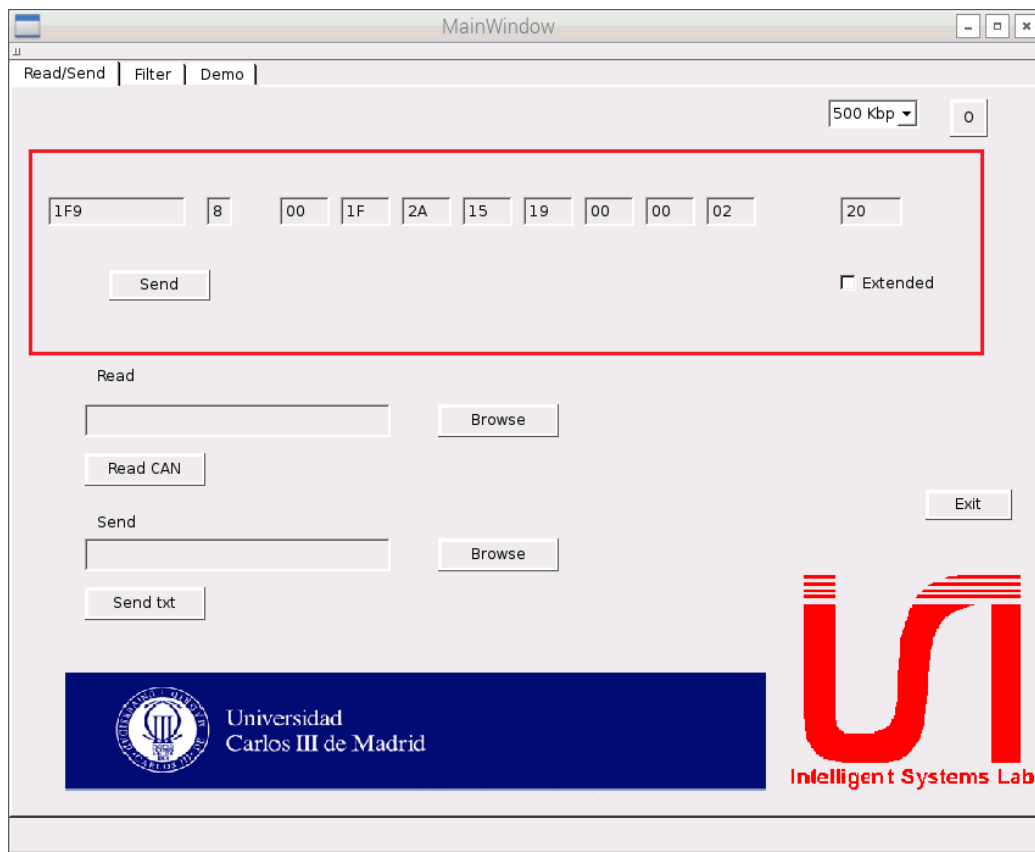 MainWindow
Read/Send Filter Demo
500 Kbp O
1F9 8 00 1F 2A 15 19 00 00 02 20
Send Extended
Read
Browse
Read CAN
Exit
Send
Browse
Send txt
Universidad
Carlos III de Madrid
Intelligent Systems Lab